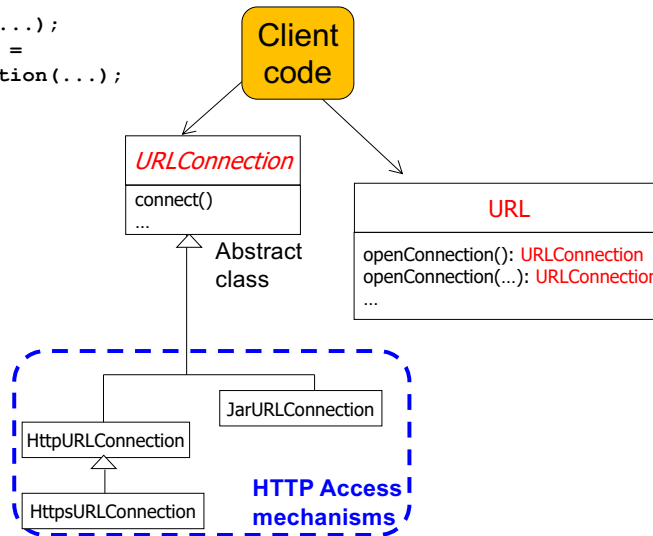 ...);
=
tion(...);
Client
code
URLConnection
connect()
...
Abstract
class
URL
openConnection(): URLConnection
openConnection(...): URLConnection
...
JarURLConnection
HttpURLConnection
HttpsURLConnection
HTTP Access
mechanisms